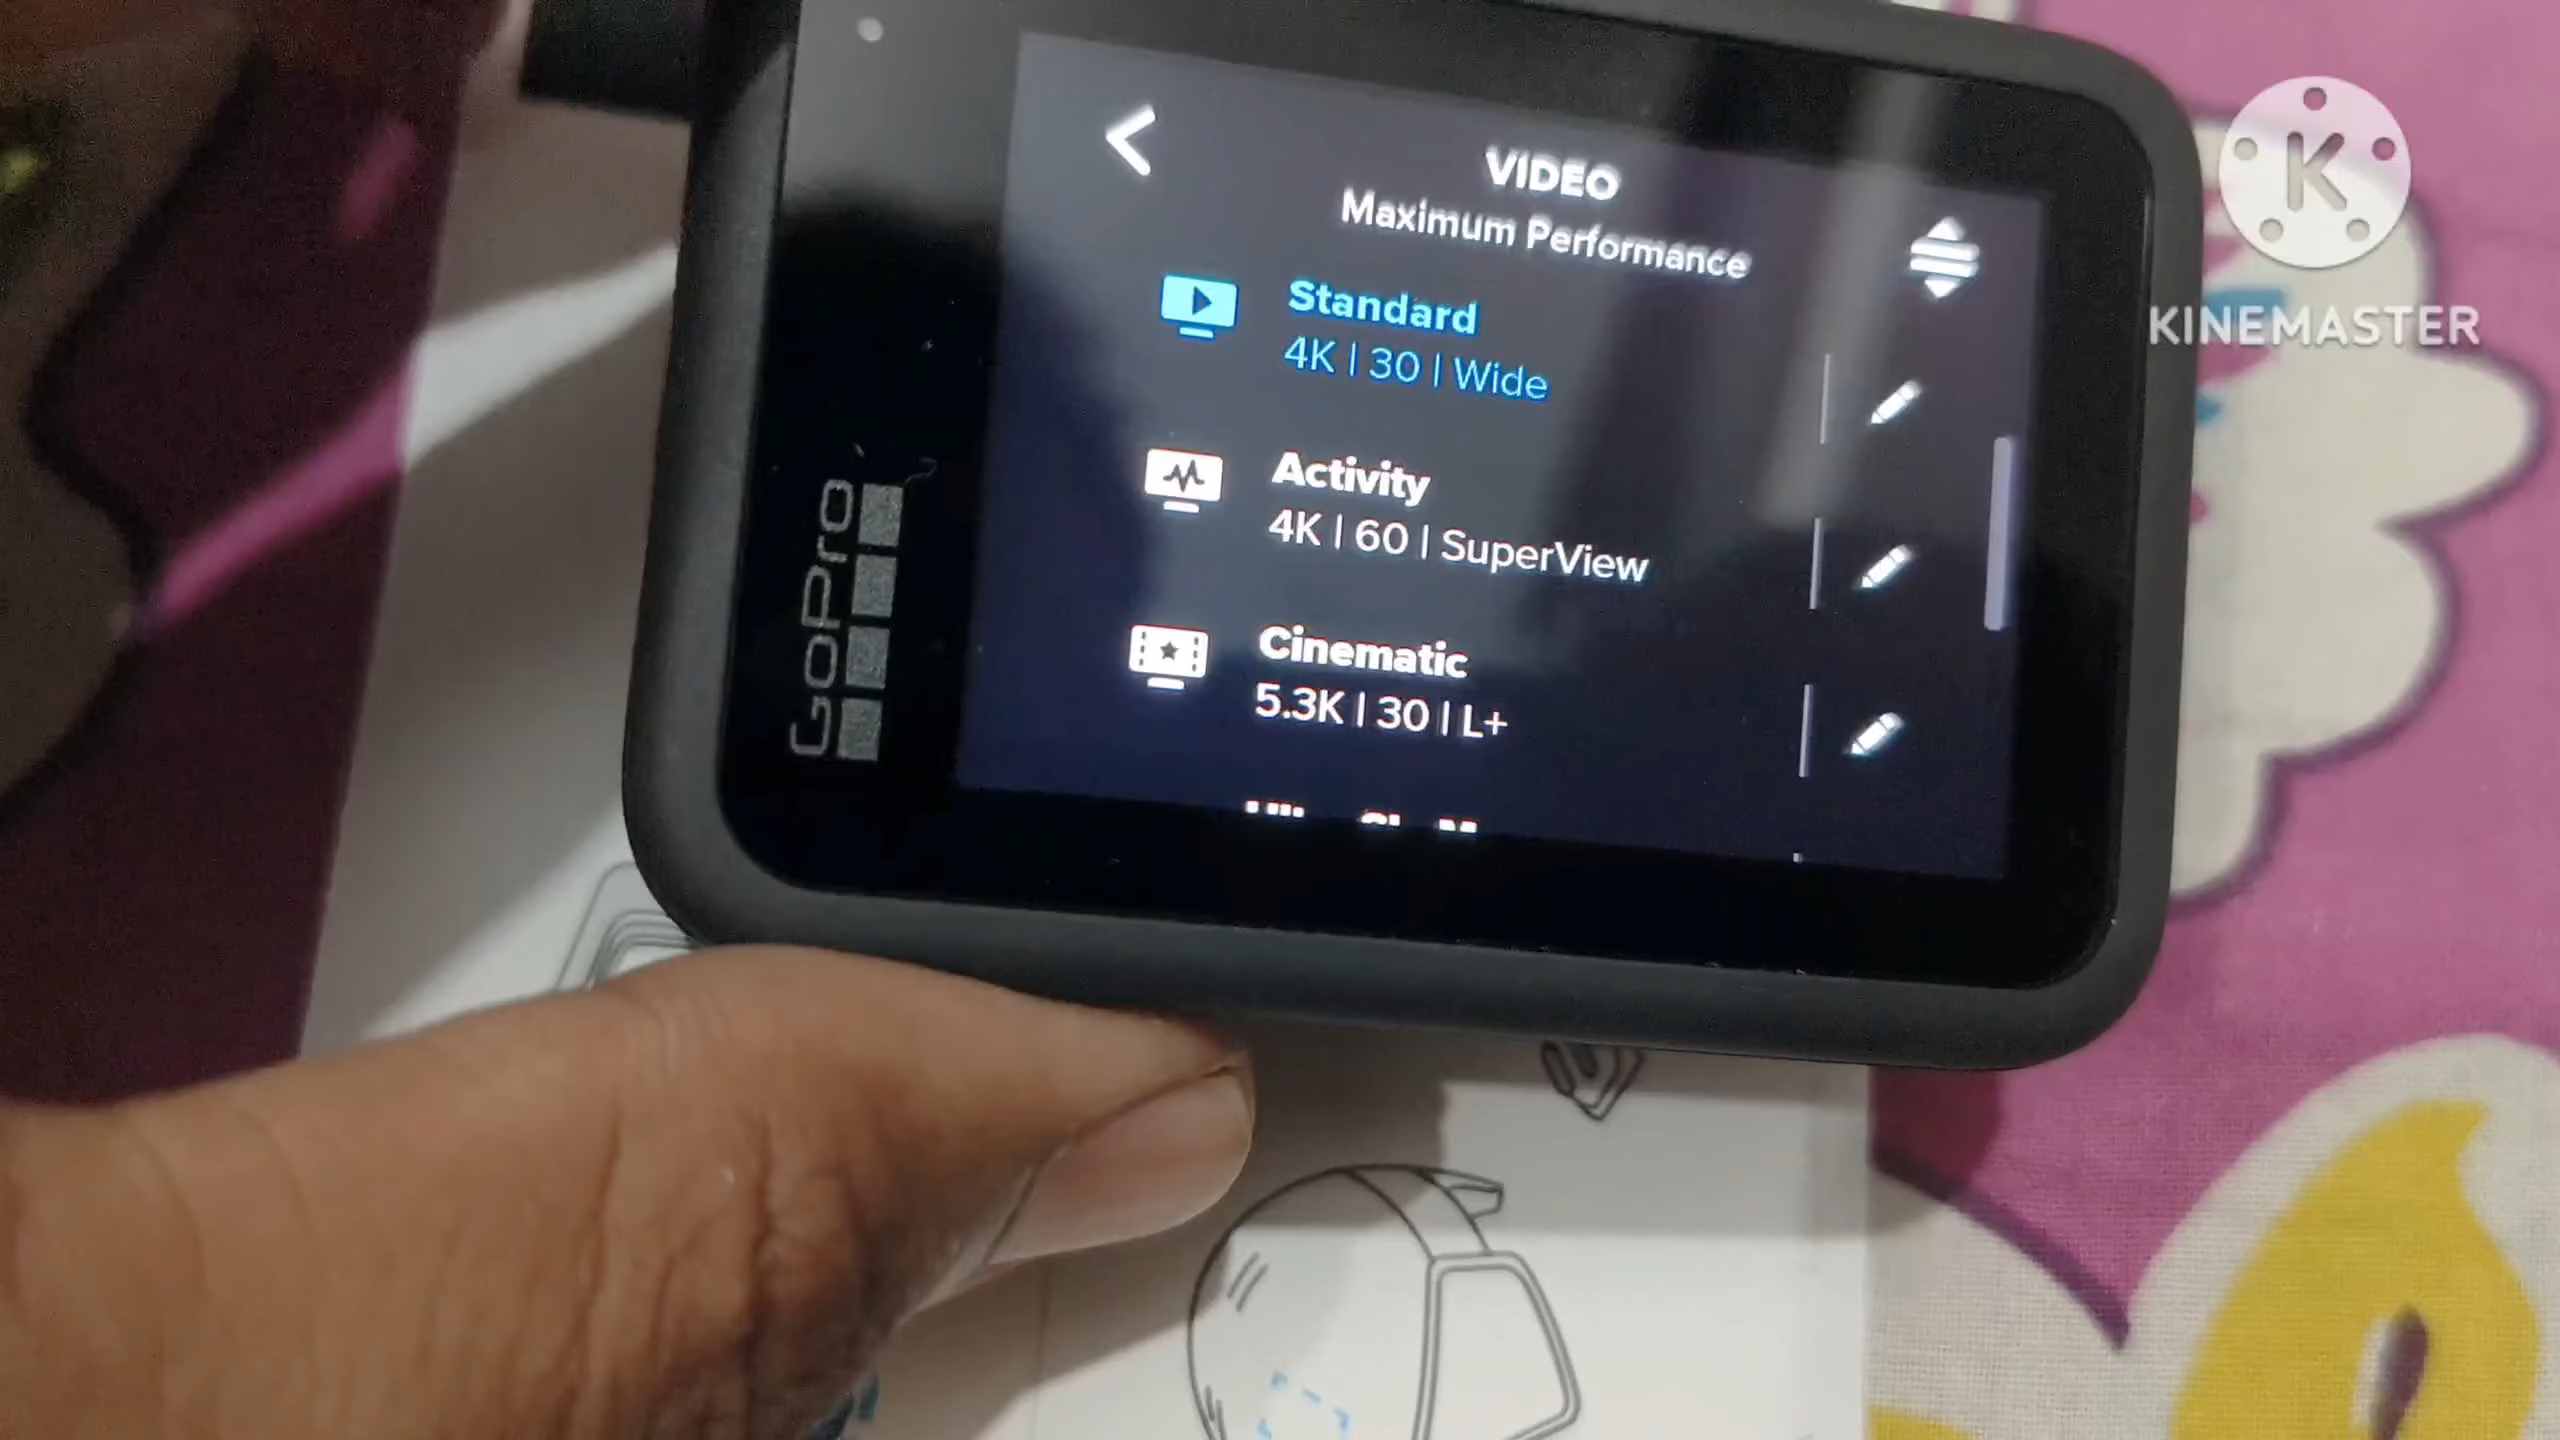 VIDEO
Maximum Performance
Standard
4K | 30 | Wide
Activity
4K | 60 | SuperView
Cinematic
5.3K | 30 | L+
GoPro
K
KINEMASTER